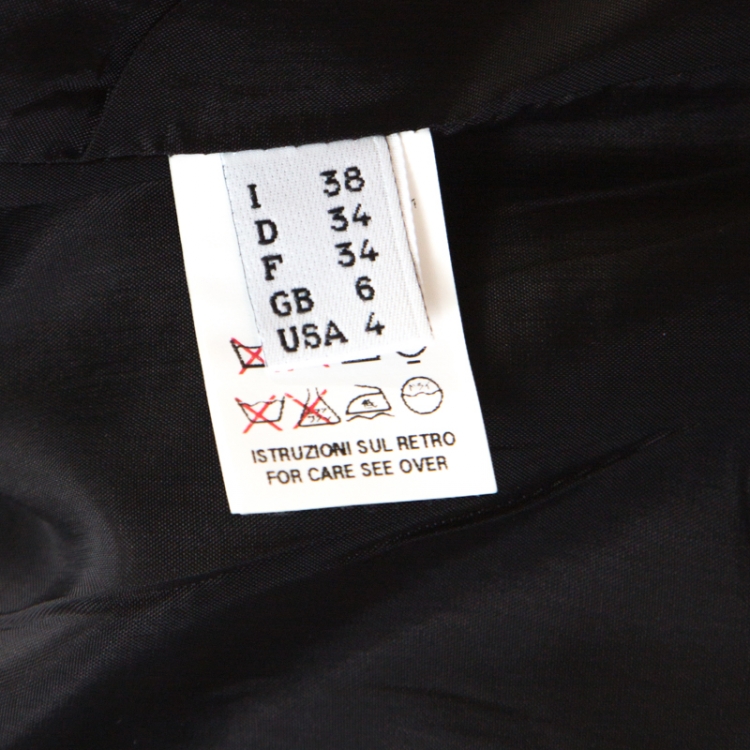 I 38
D 34
F 34
GB 6
USA 4
ISTRUZIONI SUL RETRO
FOR CARE SEE OVER